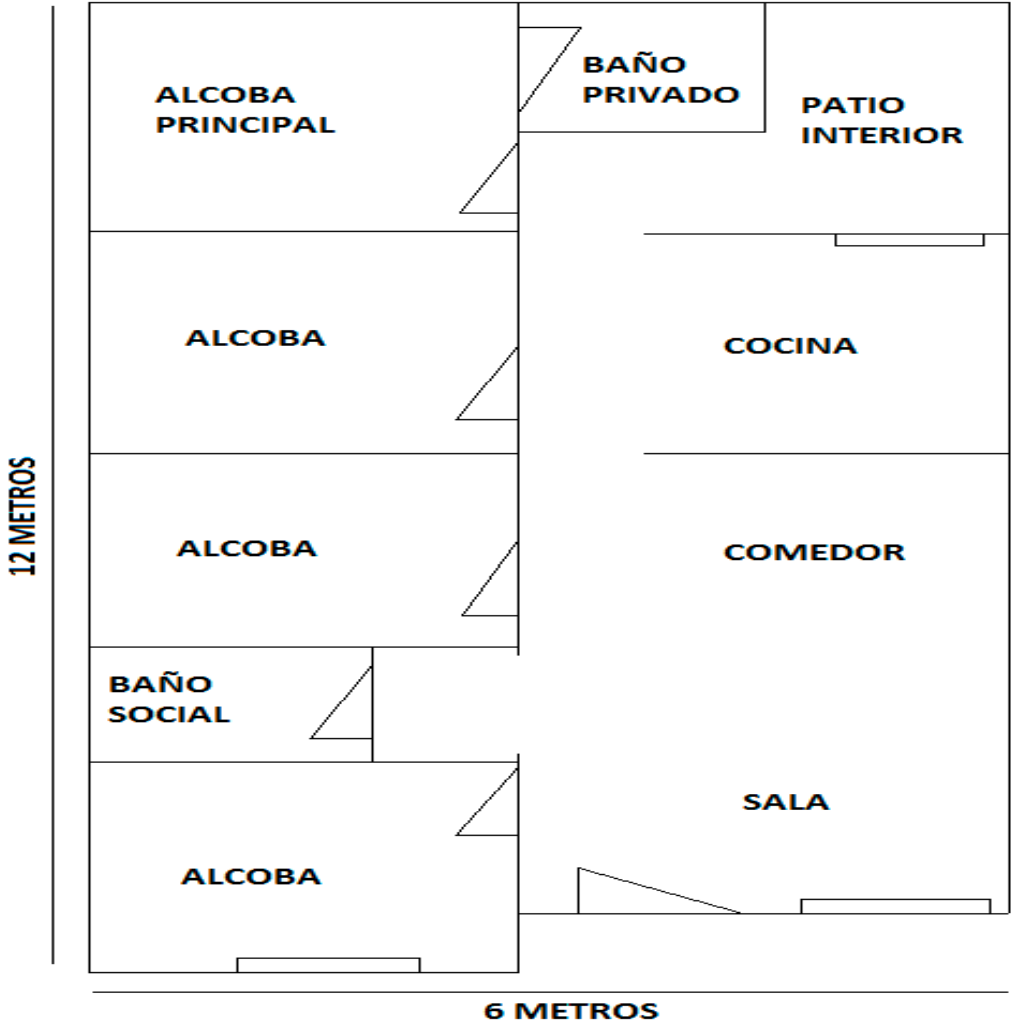 ALCOBA
PRINCIPAL
BAÑO
PRIVADO
PATIO
INTERIOR
ALCOBA
COCINA
12 METROS
ALCOBA
COMEDOR
BAÑO
SOCIAL
SALA
ALCOBA
6 METROS